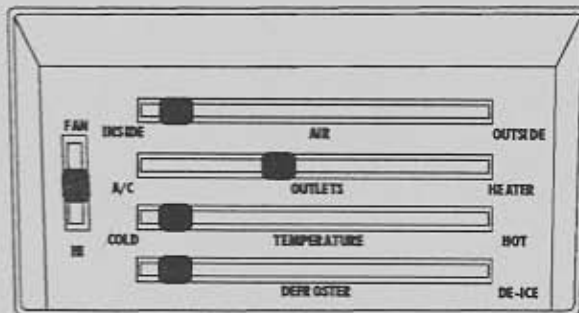 FAN
INSIDE AIR OUTSIDE
A/C OUTLETS HEATER
COLD TEMPERATURE HOT
HI
DEFROSTER DE-ICE